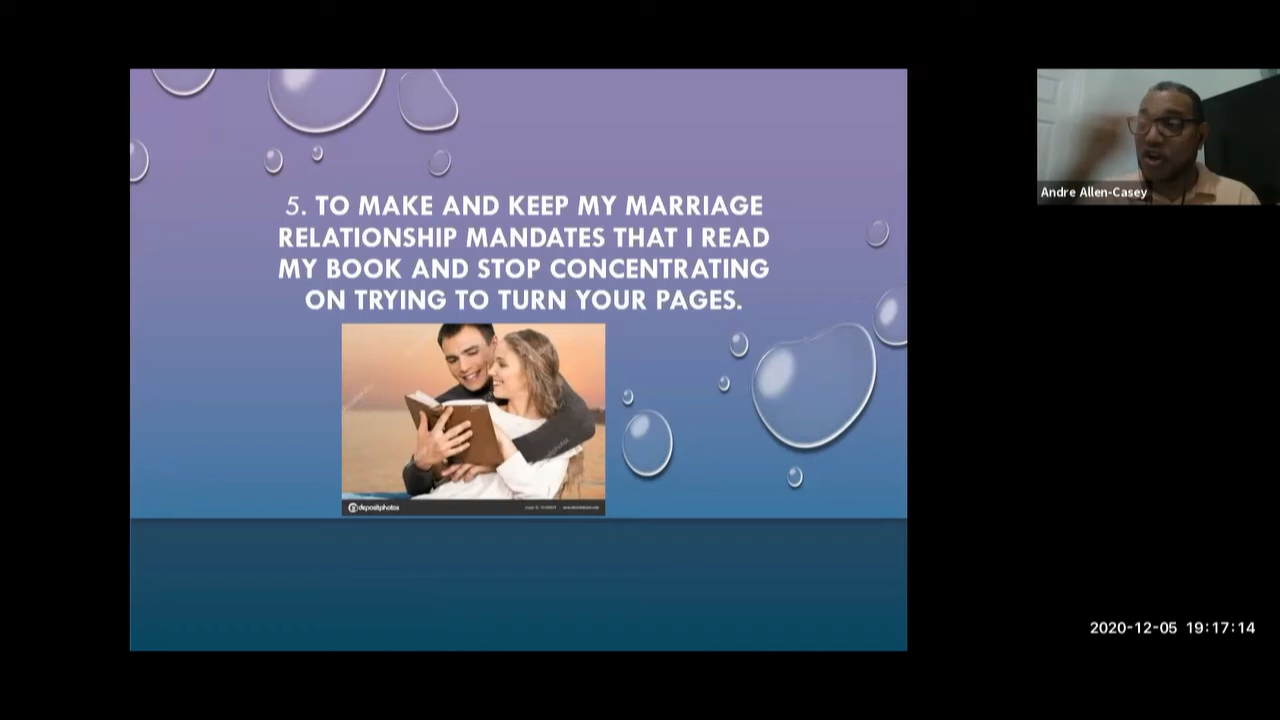 5. TO MAKE AND KEEP MY MARRIAGE
RELATIONSHIP MANDATES THAT I READ
MY BOOK AND STOP CONCENTRATING
ON TRYING TO TURN YOUR PAGES.
depositphotos
Andre Allen-Casey
2020-12-05 19:17:14